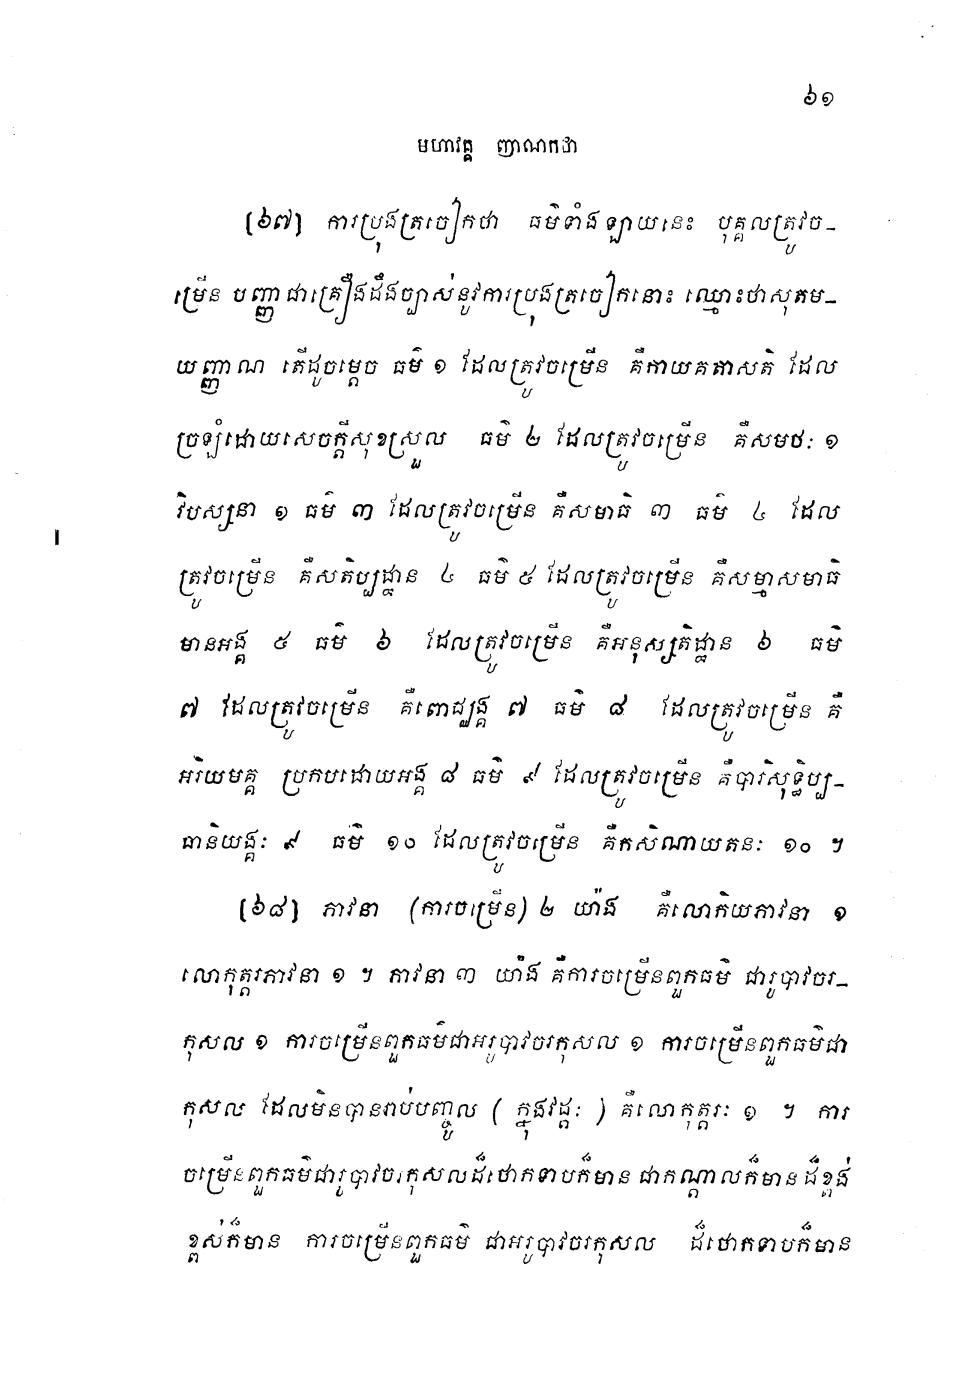 ៦១
មហាវគ្គ ញាណកថា
(៦៧) ការប្រុងត្រចៀកថា ធម៌ទាំងឡាយនេះ បុគ្គលត្រូវច-
ម្រើន បញ្ញាជាគ្រឿងដឹងច្បាស់នូវការប្រុងត្រចៀកនោះ ឈ្មោះថាសុតម-
យញ្ញាណ តើដូចម្តេច ធម៌ ១ ដែលត្រូវចម្រើន គឺកាយគតាសតិ ដែល
ច្រឡំដោយសេចក្តីសុខស្រួល ធម៌ ២ ដែលត្រូវចម្រើន គឺសមថៈ ១
វិបស្សនា ១ ធម៌ ៣ ដែលត្រូវចម្រើន គឺសមាធិ ៣ ធម៌ ៤ ដែល
ត្រូវចម្រើន គឺសតិប្បដ្ឋាន ៤ ធម៌ ៥ ដែលត្រូវចម្រើន គឺសម្មាសមាធិ
មានអង្គ ៥ ធម៌ ៦ ដែលត្រូវចម្រើន គឺអនុស្សតិដ្ឋាន ៦ ធម៌
៧ ដែលត្រូវចម្រើន គឺពោជ្ឈង្គ ៧ ធម៌ ៨ ដែលត្រូវចម្រើន គឺ
អរិយមគ្គ ប្រកបដោយអង្គ ៨ ធម៌ ៩ ដែលត្រូវចម្រើន គឺបារិសុទ្ធិប្ប-
ធានិយង្គៈ ៩ ធម៌ ១០ ដែលត្រូវចម្រើន គឺកសិណាយតនៈ ១០ ។
(៦៨) ភាវនា (ការចម្រើន) ២ យ៉ាង គឺលោកិយភាវនា ១
លោកុត្តរភាវនា ១ ។ ភាវនា ៣ យ៉ាង គឺការចម្រើនពួកធម៌ ជារូបាវចរ-
កុសល ១ ការចម្រើនពួកធម៌ជាអរូបាវចរកុសល ១ ការចម្រើនពួកធម៌ជា
កុសល ដែលមិនបានរាប់បញ្ចូល ( ក្នុងវដ្តៈ ) គឺលោកុត្តរៈ ១ ។ ការ
ចម្រើនពួកធម៌ជារូបាវចរកុសលដ៏ថោកទាបក៏មាន ជាកណ្តាលក៏មាន ដ៏ខ្ពង់
ខ្ពស់ក៏មាន ការចម្រើនពួកធម៌ ជាអរូបាវចរកុសល ដ៏ថោកទាបក៏មាន